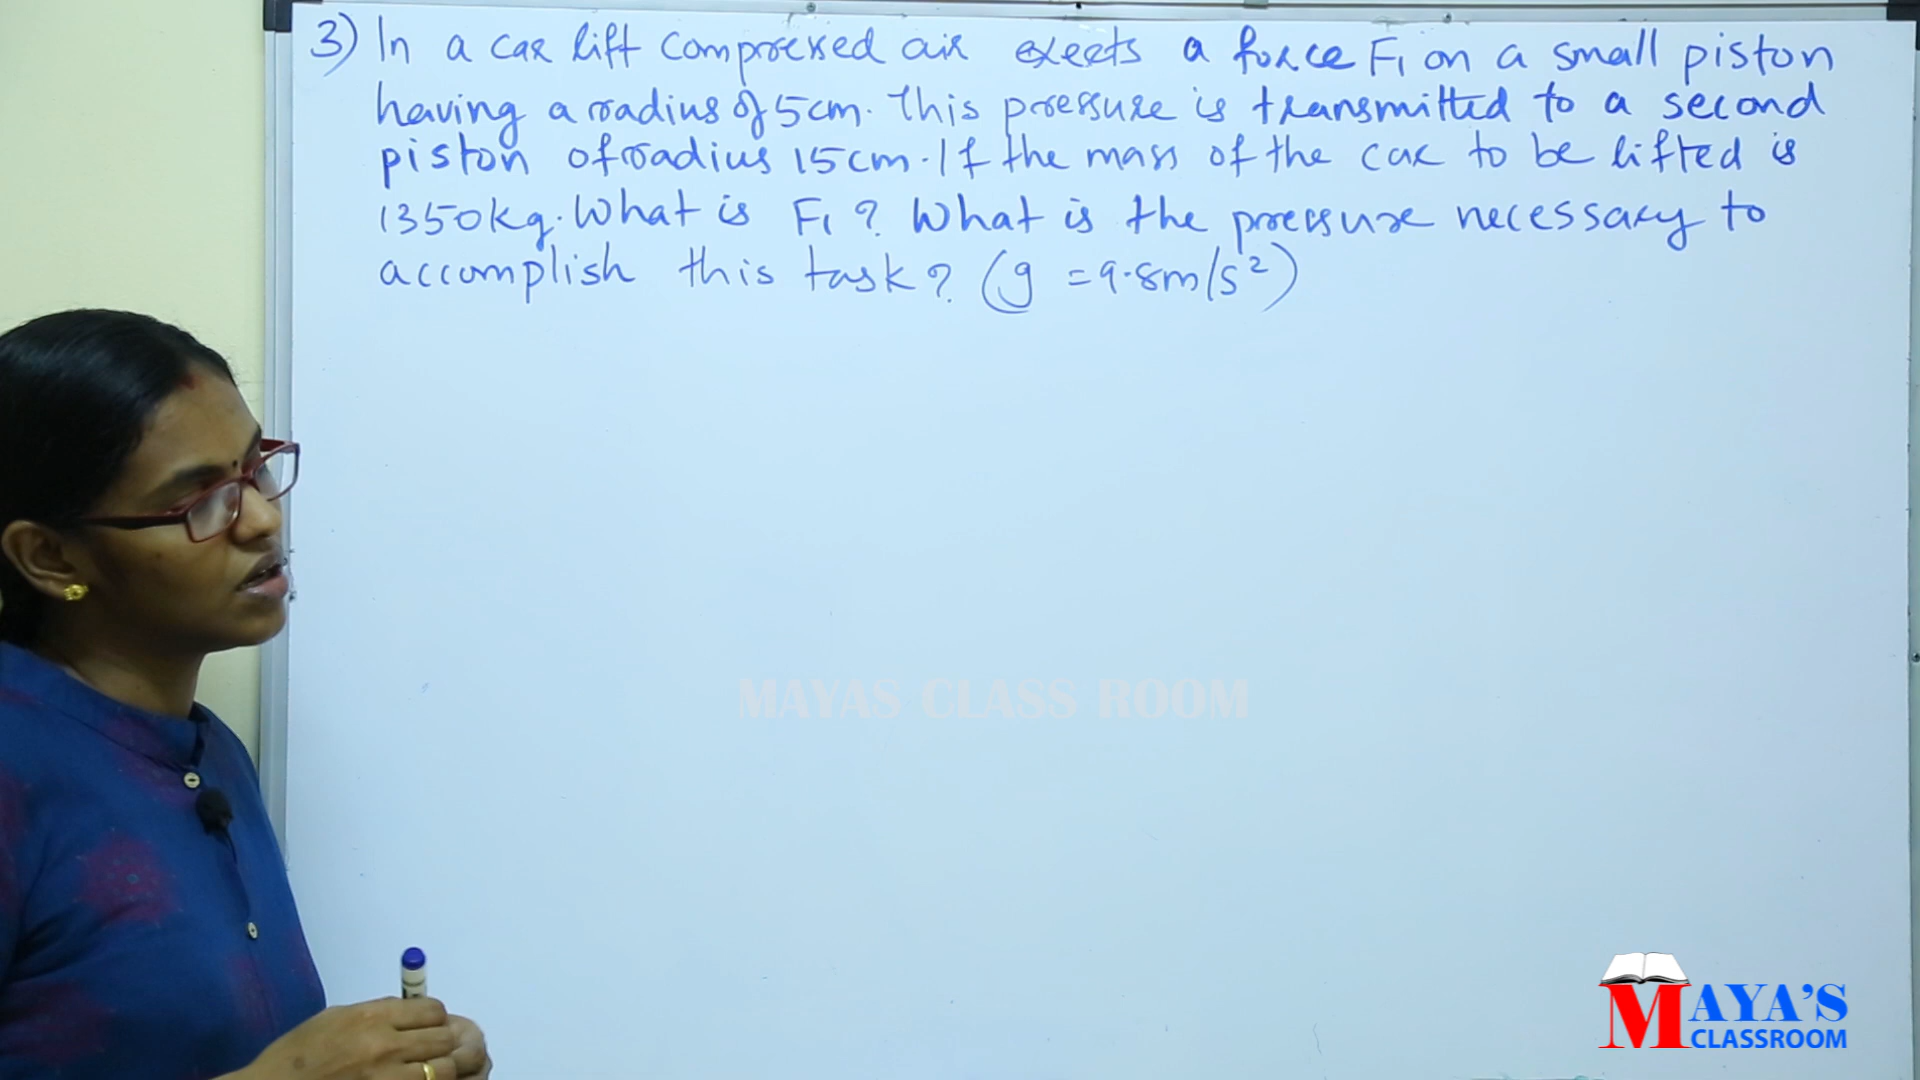 3) In a car lift compressed air exerts a force F₁ on a small piston
having a radius of 5cm. This pressure is transmitted to a second
piston of radius 15cm. If the mass of the car to be lifted is
1350kg. What is F₁? What is the pressure necessary to
accomplish this task? (g = 9.8m/s²)
MAYAS CLASS ROOM
MAYA'S
CLASSROOM